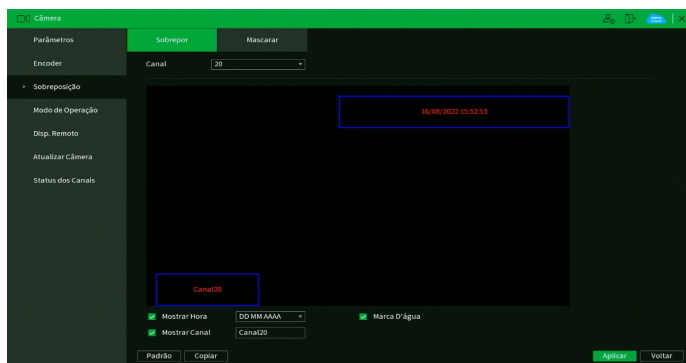 Câmera
Parâmetros
Encoder
> Sobreposição
Modo de Operação
Disp. Remoto
Atualizar Câmera
Status dos Canais
Sobrepor Mascarar
Canal 20
16/08/2022 15:52:53
Canal20
Mostrar Hora DD MM AAAA Marca D'água
Mostrar Canal Canal20
Padrão Copiar Aplicar Voltar